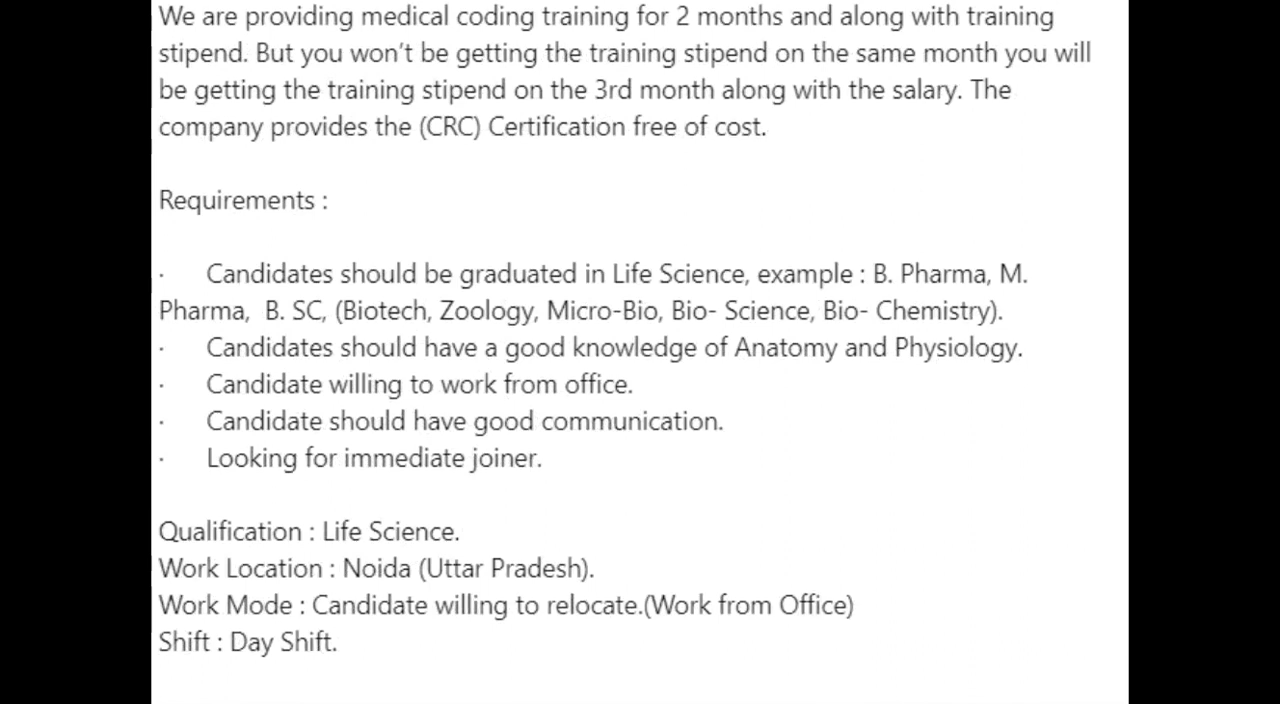 We are providing medical coding training for 2 months and along with training
stipend. But you won't be getting the training stipend on the same month you will
be getting the training stipend on the 3rd month along with the salary. The
company provides the (CRC) Certification free of cost.
Requirements :
· Candidates should be graduated in Life Science, example : B. Pharma, M.
Pharma, B. SC, (Biotech, Zoology, Micro-Bio, Bio- Science, Bio- Chemistry).
· Candidates should have a good knowledge of Anatomy and Physiology.
· Candidate willing to work from office.
· Candidate should have good communication.
· Looking for immediate joiner.
Qualification : Life Science.
Work Location : Noida (Uttar Pradesh).
Work Mode : Candidate willing to relocate.(Work from Office)
Shift : Day Shift.